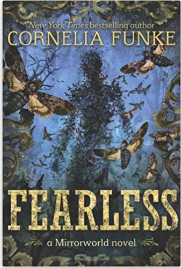 New York Times bestselling author
CORNELIA FUNKE
FEARLESS
a Mirrorworld novel